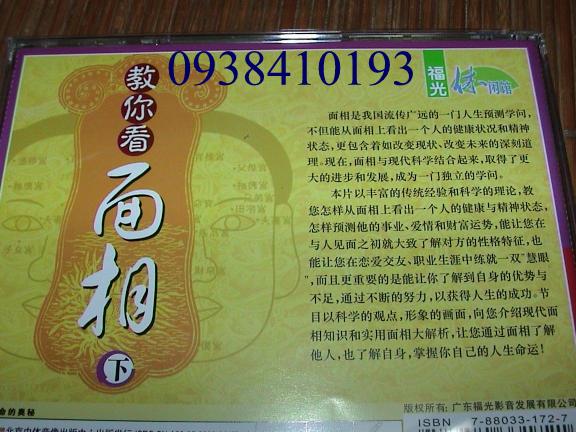 0938410193
福光
休闲馆
教你看
面相
下
面相是我国流传广远的一门人生预测学问，
不但能从面相上看出一个人的健康状况和精神
状态，更包含着如改变现状、改变未来的深刻道
理。现在，面相与现代科学结合起来，取得了更
大的进步和发展，成为一门独立的学问。
本片以丰富的传统经验和科学的理论，教
您怎样从面相上看出一个人的健康与精神状态，
怎样预测他的事业、爱情和财富运势，能让您在
与人见面之初就大致了解对方的性格特征，也
能让您在恋爱交友、职业生涯中练就一双"慧眼
"，而且更重要的是能让你了解到自身的优势与
不足，通过不断的努力，以获得人生的成功。节
目以科学的观点，形象的画面，向您介绍现代面
相知识和实用面相大解析，让您通过面相了解
他人，也了解自身，掌握你自己的人生命运！
命的奥秘
版权所有：广东福光影音发展有限公司
ISBN 7-88033-172-7